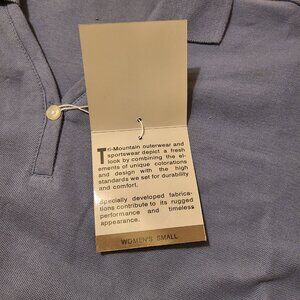 Tri-Mountain outerwear and
sportswear depict a fresh
look by combining the el-
ements of unique colorations
and design with the high
standards we set for durability
and comfort.
Specially developed fabrica-
tions contribute to its rugged
performance and timeless
appearance.
WOMEN'S SMALL